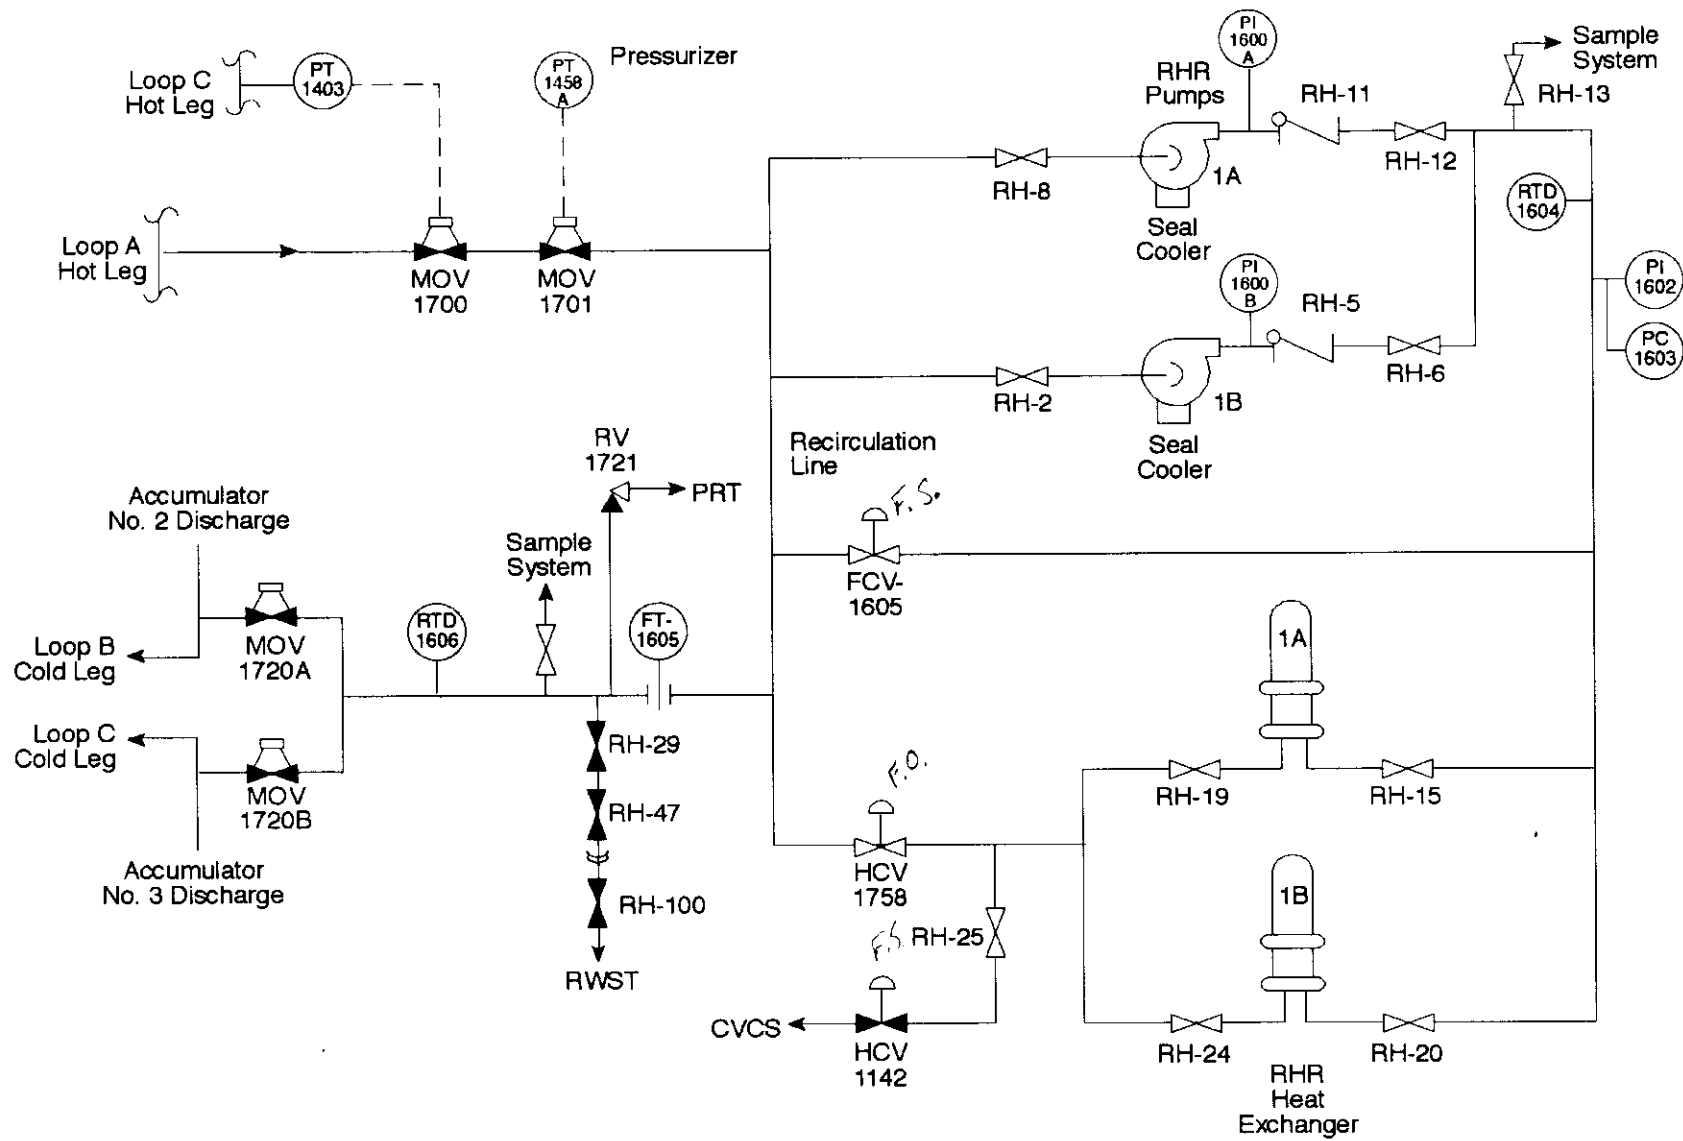 Loop C
Hot Leg
PT
1403
PT
1458
A
Pressurizer
Loop A
Hot Leg
MOV
1700
MOV
1701
RHR
Pumps
PI
1600
A
RH-11
Sample
System
RH-13
RH-8
1A
Seal
Cooler
RH-12
RTD
1604
PI
1602
PC
1603
PI
1600
B
RH-5
RH-2
1B
Seal
Cooler
RH-6
Recirculation
Line
F.S.
FCV-
1605
RV
1721
PRT
Accumulator
No. 2 Discharge
Sample
System
MOV
1720A
Loop B
Cold Leg
RTD
1606
FT-
1605
Loop C
Cold Leg
MOV
1720B
Accumulator
No. 3 Discharge
RH-29
RH-47
RH-100
RWST
F.O.
HCV
1758
F.S.
RH-25
CVCS
HCV
1142
1A
RH-19
RH-15
1B
RH-24
RH-20
RHR
Heat
Exchanger